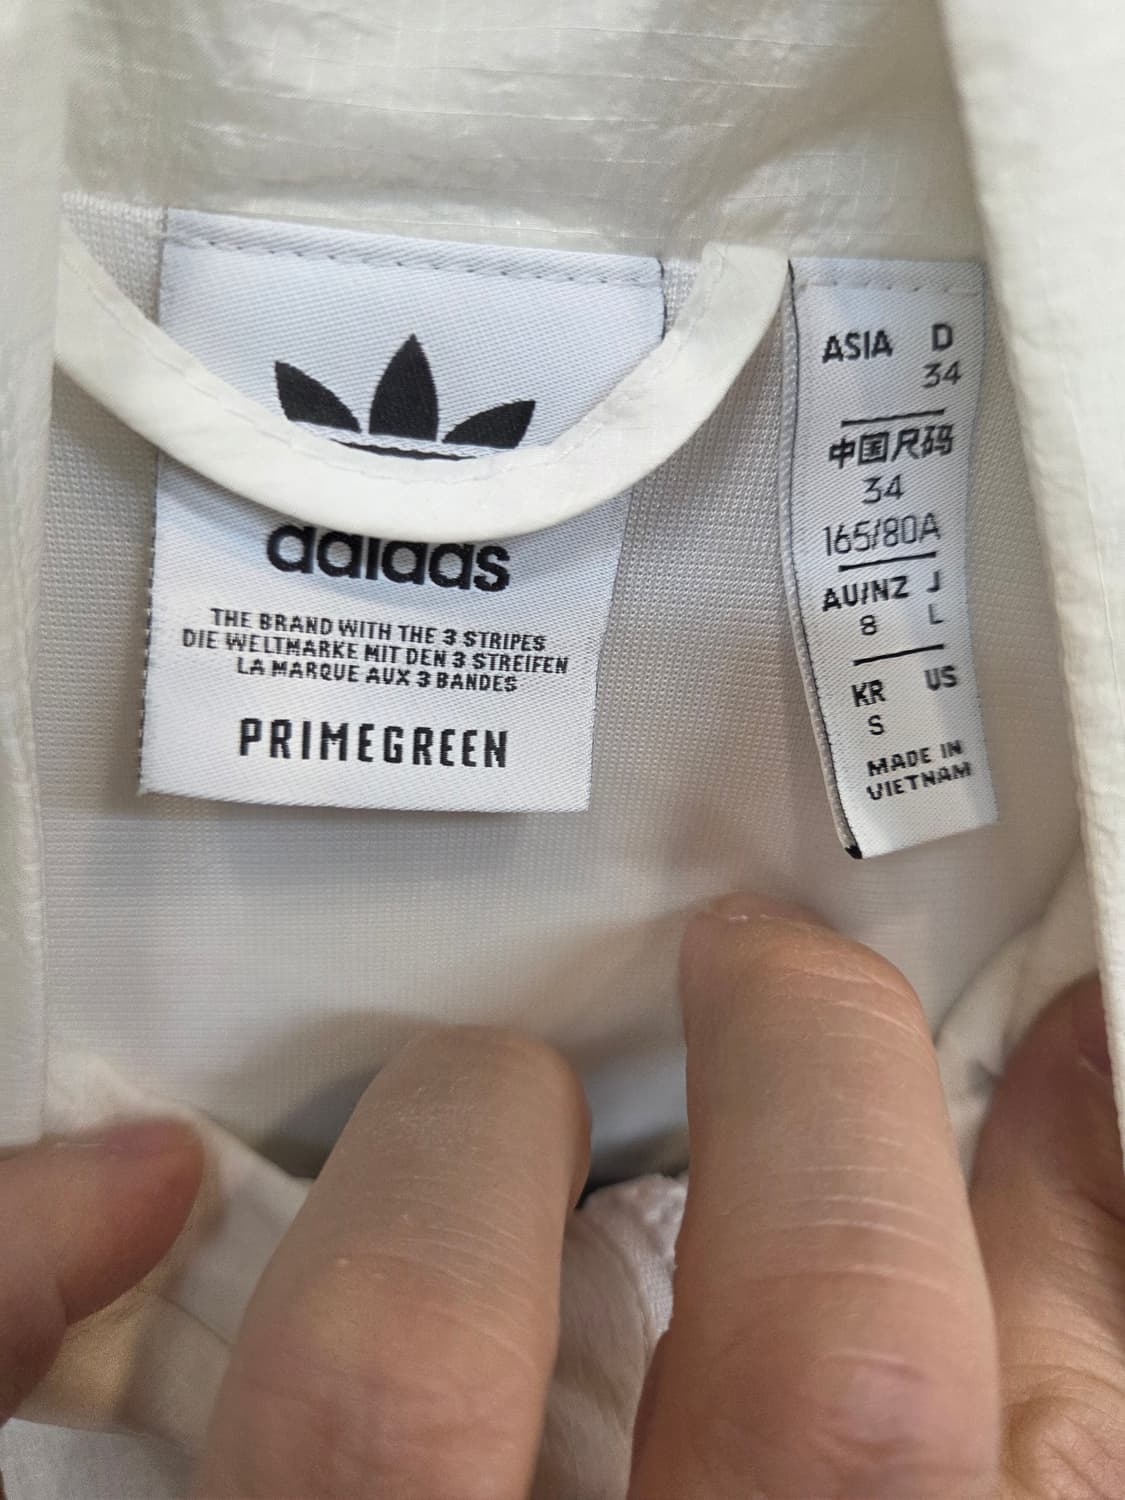 adidas
THE BRAND WITH THE 3 STRIPES
DIE WELTMARKE MIT DEN 3 STREIFEN
LA MARQUE AUX 3 BANDES
PRIMEGREEN
ASIA D
34
中国尺码
34
165/80A
AU/NZ J
8 L
KR US
S
MADE IN
VIETNAM